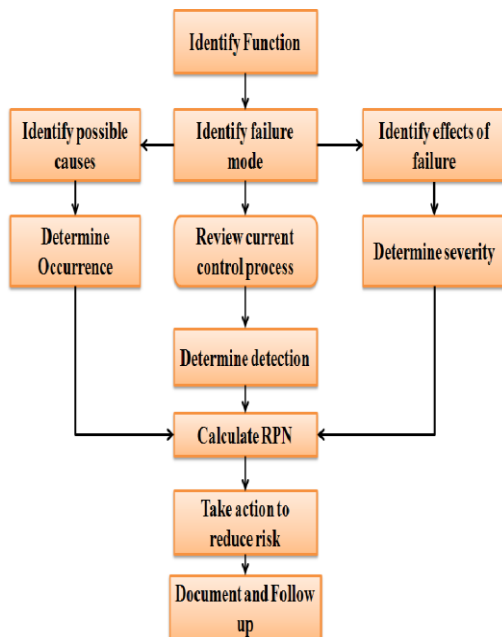 Identify Function
Identify possible
causes
Identify failure
mode
Identify effects of
failure
Determine
Occurrence
Review current
control process
Determine severity
Determine detection
Calculate RPN
Take action to
reduce risk
Document and Follow
up